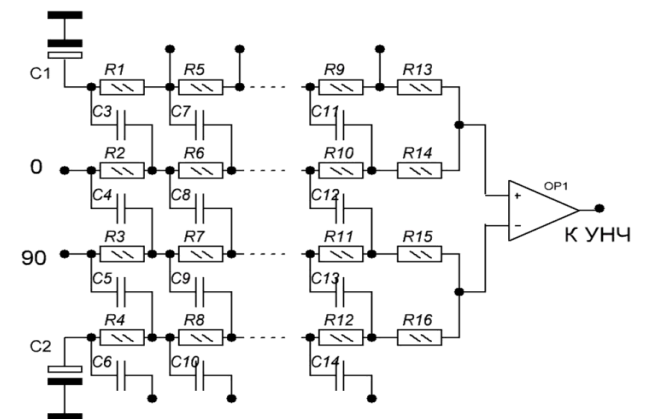 C1
R1 R5 R9 R13
C3 C7 C11
0 R2 R6 R10 R14
OP1
+
C4 C8 C12
−
К УНЧ
90 R3 R7 R11 R15
C5 C9 C13
C2 R4 R8 R12 R16
C6 C10 C14